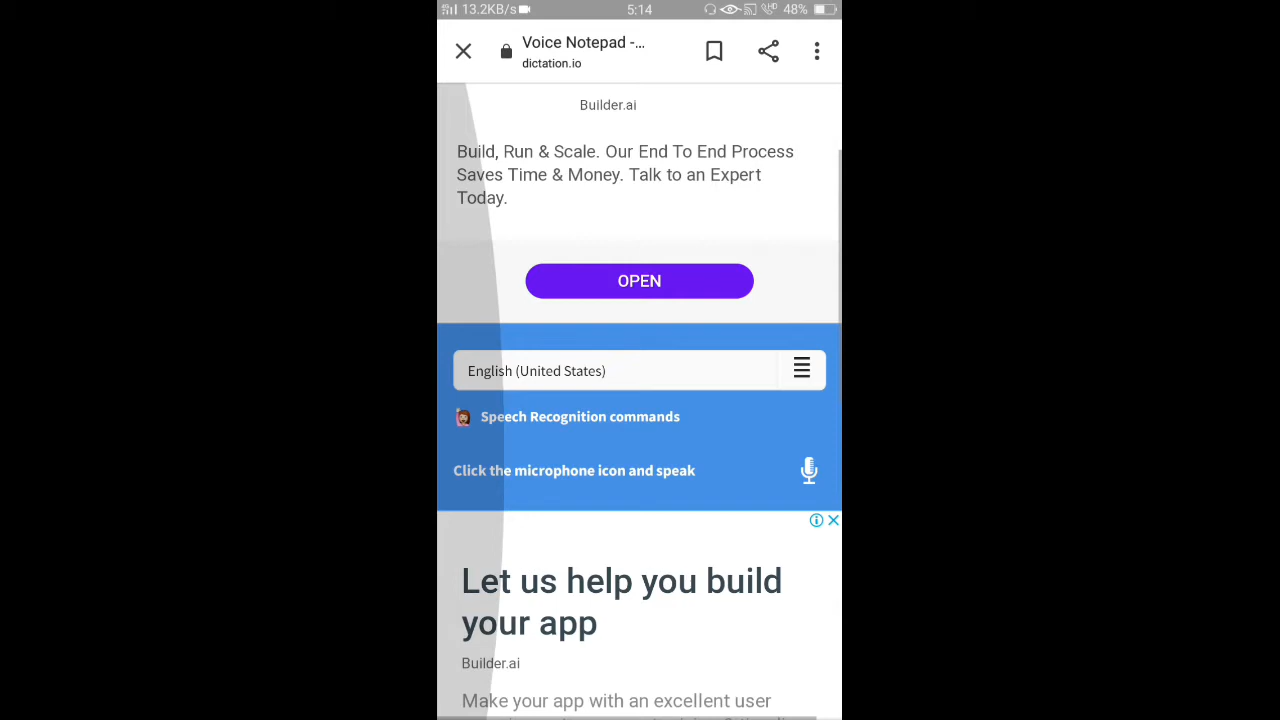 13.2KB/s 5:14 HD 48%
Voice Notepad -...
dictation.io
Builder.ai
Build, Run & Scale. Our End To End Process
Saves Time & Money. Talk to an Expert
Today.
OPEN
English (United States)
Speech Recognition commands
Click the microphone icon and speak
Let us help you build
your app
Builder.ai
Make your app with an excellent user